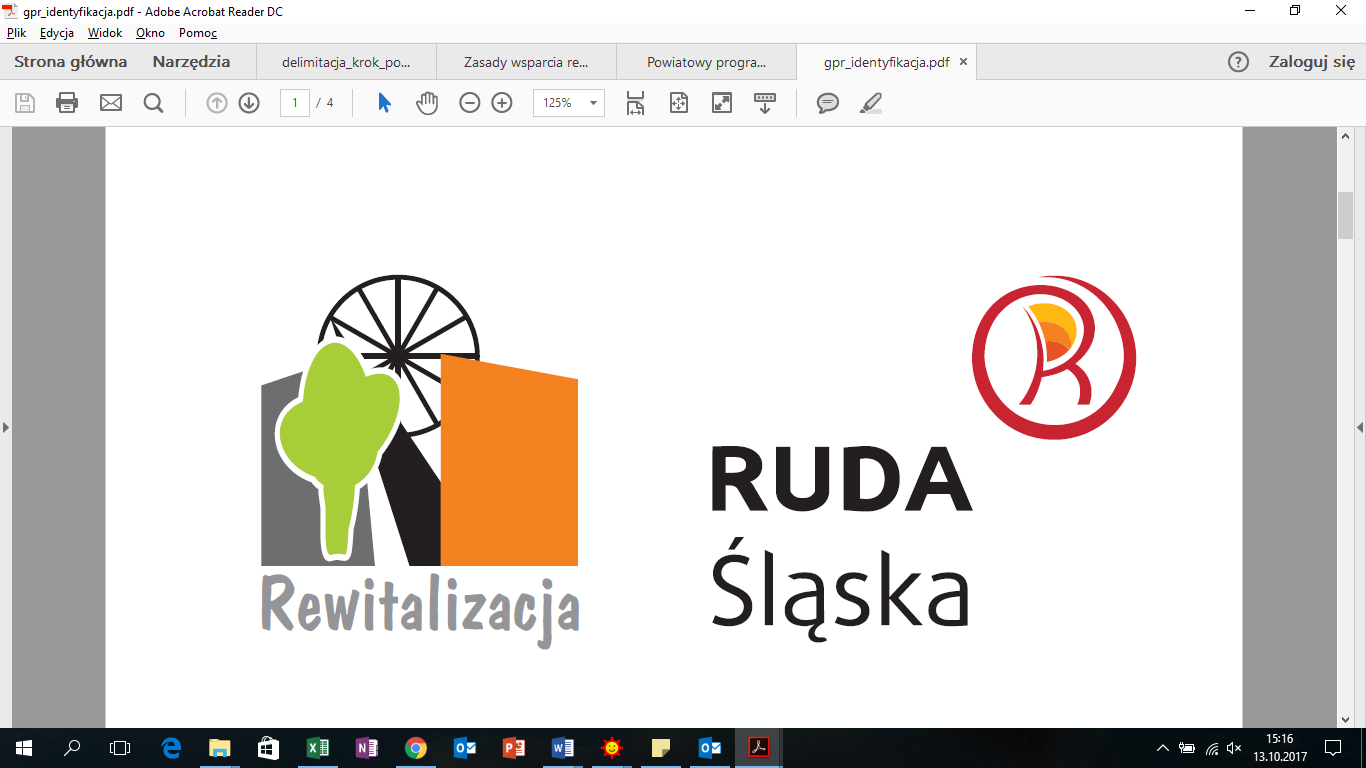 gpr_identyfikacja.pdf - Adobe Acrobat Reader DC
Plik Edycja Widok Okno Pomoc
Strona główna Narzędzia delimitacja_krok_po... Zasady wsparcia re... Powiatowy progra... gpr_identyfikacja.pdf × ? Zaloguj się
1 / 4 125%
RUDA
Śląska
Rewitalizacja
15:16
13.10.2017